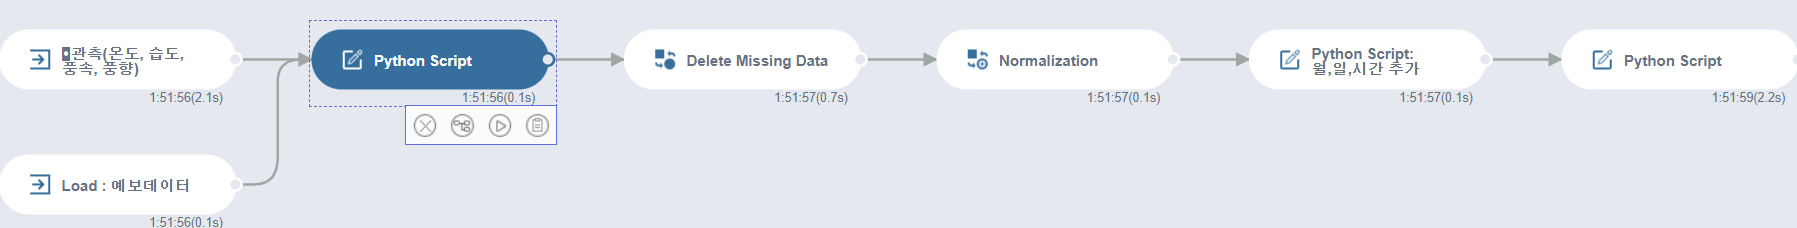 관측(온도, 습도,
풍속, 풍향)
1:51:56(2.1s)
Python Script
1:51:56(0.1s)
Delete Missing Data
1:51:57(0.7s)
Normalization
1:51:57(0.1s)
Python Script:
월,일,시간 추가
1:51:57(0.1s)
Python Script
1:51:59(2.2s)
Load : 예보데이터
1:51:56(0.1s)